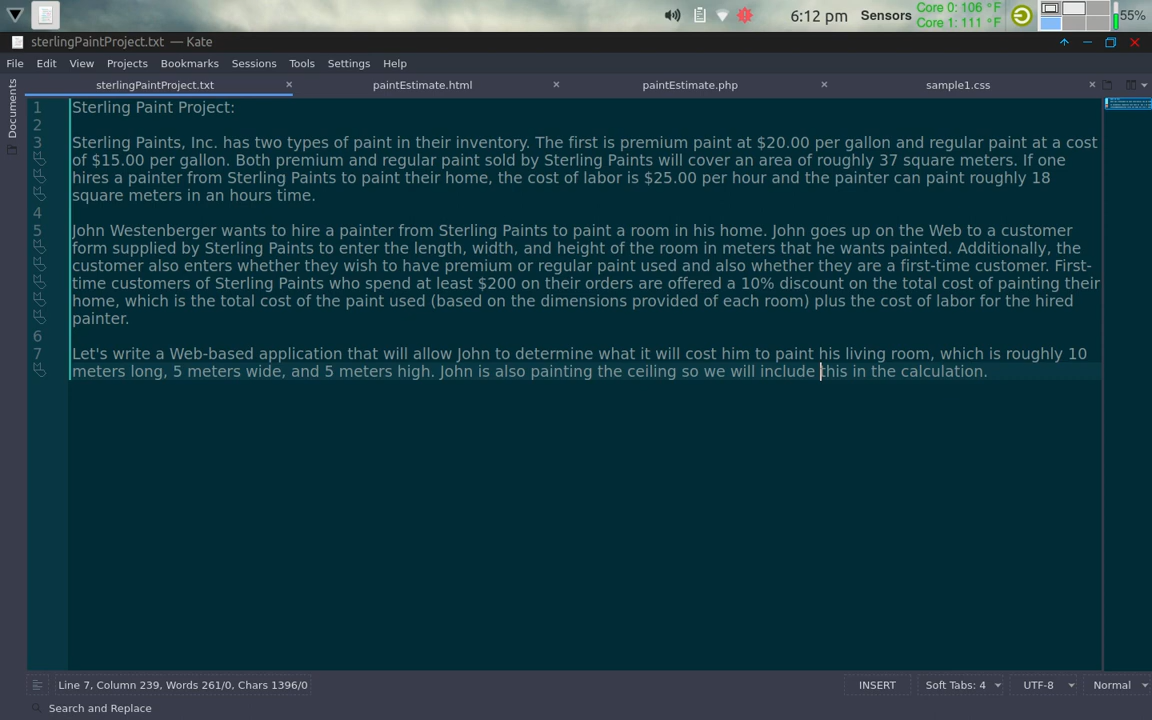 6:12 pm
Sensors
Core 0: 106 °F
Core 1: 111 °F
55%
sterlingPaintProject.txt — Kate
File Edit View Projects Bookmarks Sessions Tools Settings Help
sterlingPaintProject.txt
paintEstimate.html
paintEstimate.php
sample1.css
Documents
1 Sterling Paint Project:
2
3 Sterling Paints, Inc. has two types of paint in their inventory. The first is premium paint at $20.00 per gallon and regular paint at a cost
of $15.00 per gallon. Both premium and regular paint sold by Sterling Paints will cover an area of roughly 37 square meters. If one
hires a painter from Sterling Paints to paint their home, the cost of labor is $25.00 per hour and the painter can paint roughly 18
square meters in an hours time.
4
5 John Westenberger wants to hire a painter from Sterling Paints to paint a room in his home. John goes up on the Web to a customer
form supplied by Sterling Paints to enter the length, width, and height of the room in meters that he wants painted. Additionally, the
customer also enters whether they wish to have premium or regular paint used and also whether they are a first-time customer. First-
time customers of Sterling Paints who spend at least $200 on their orders are offered a 10% discount on the total cost of painting their
home, which is the total cost of the paint used (based on the dimensions provided of each room) plus the cost of labor for the hired
painter.
6
7 Let's write a Web-based application that will allow John to determine what it will cost him to paint his living room, which is roughly 10
meters long, 5 meters wide, and 5 meters high. John is also painting the ceiling so we will include this in the calculation.
Line 7, Column 239, Words 261/0, Chars 1396/0
INSERT
Soft Tabs: 4
UTF-8
Normal
Search and Replace